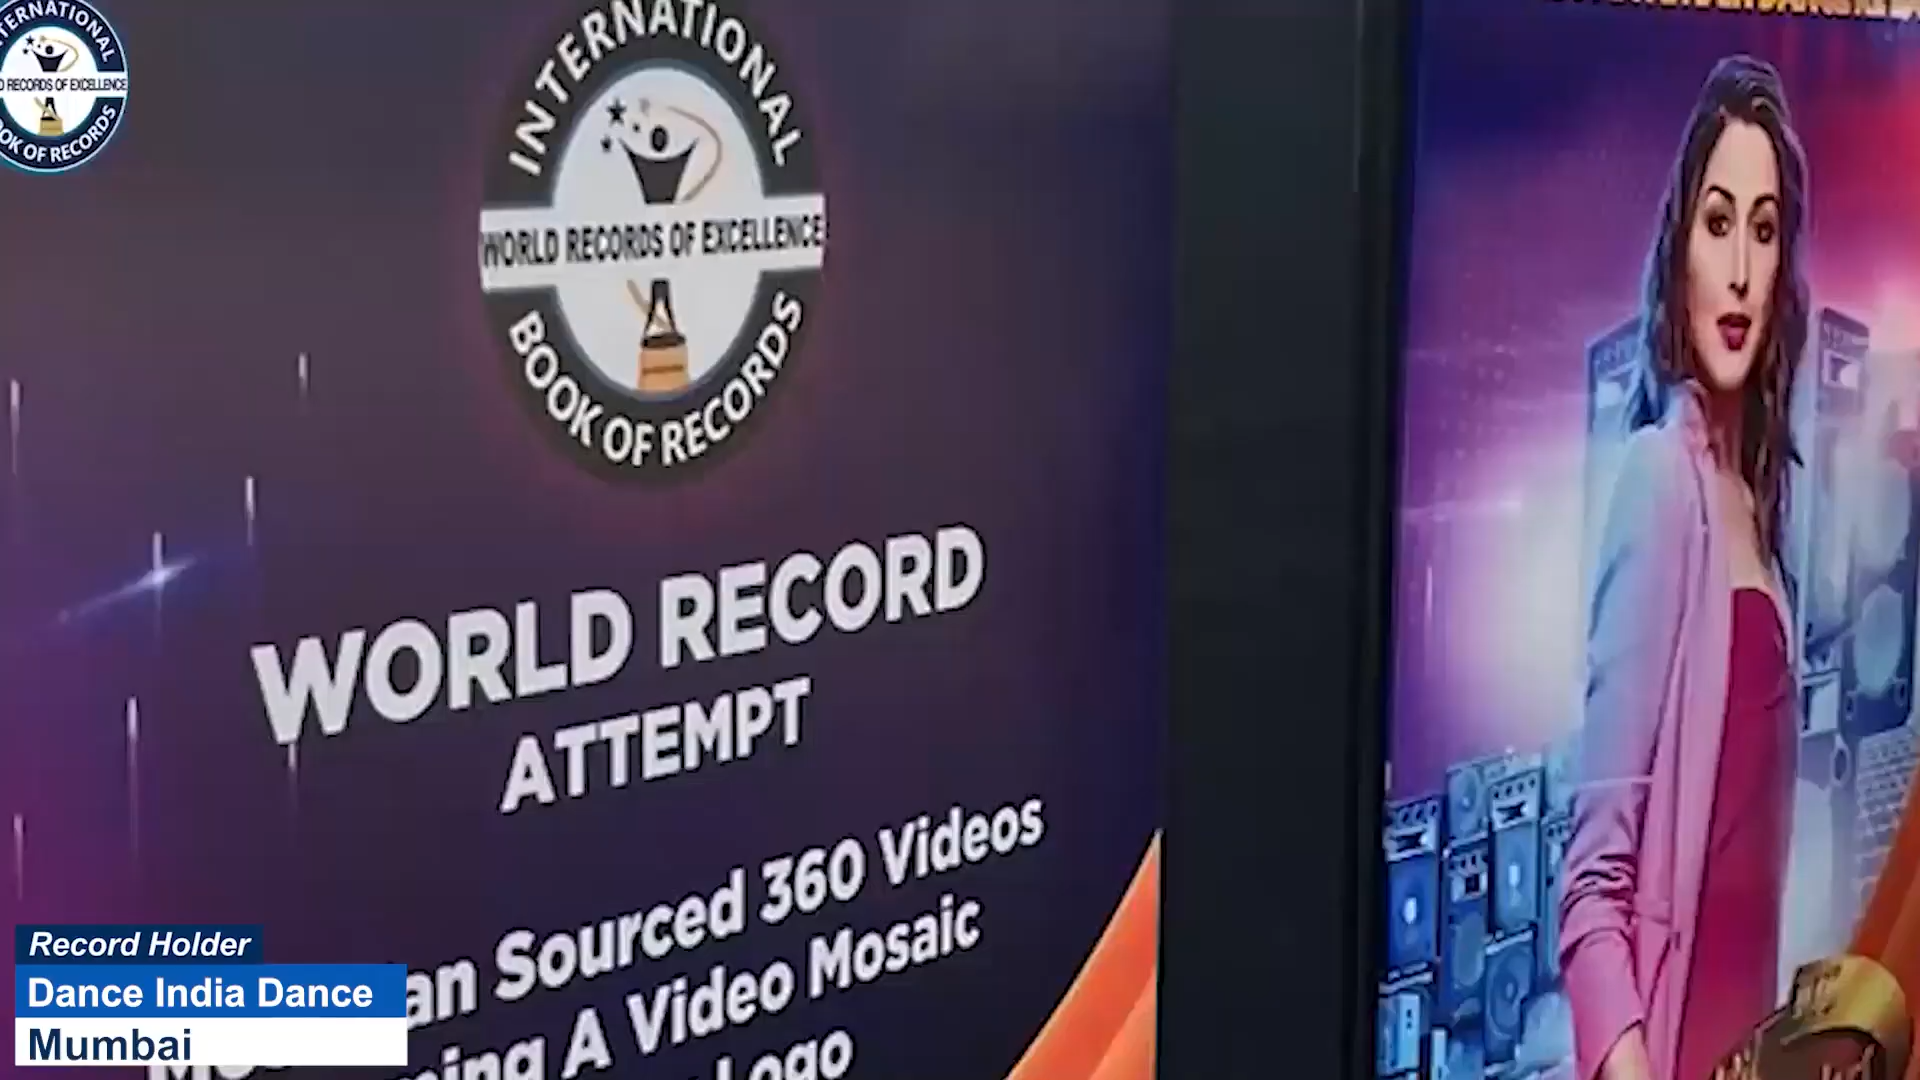 INTERNATIONAL
WORLD RECORDS OF EXCELLENCE
BOOK OF RECORDS
RECORDS OF EXCELLENCE
BOOK OF RECORDS
INTERNATIONAL
WORLD RECORD
ATTEMPT
Sourced 360 Videos
A Video Mosaic
Logo
Record Holder
Dance India Dance
Mumbai